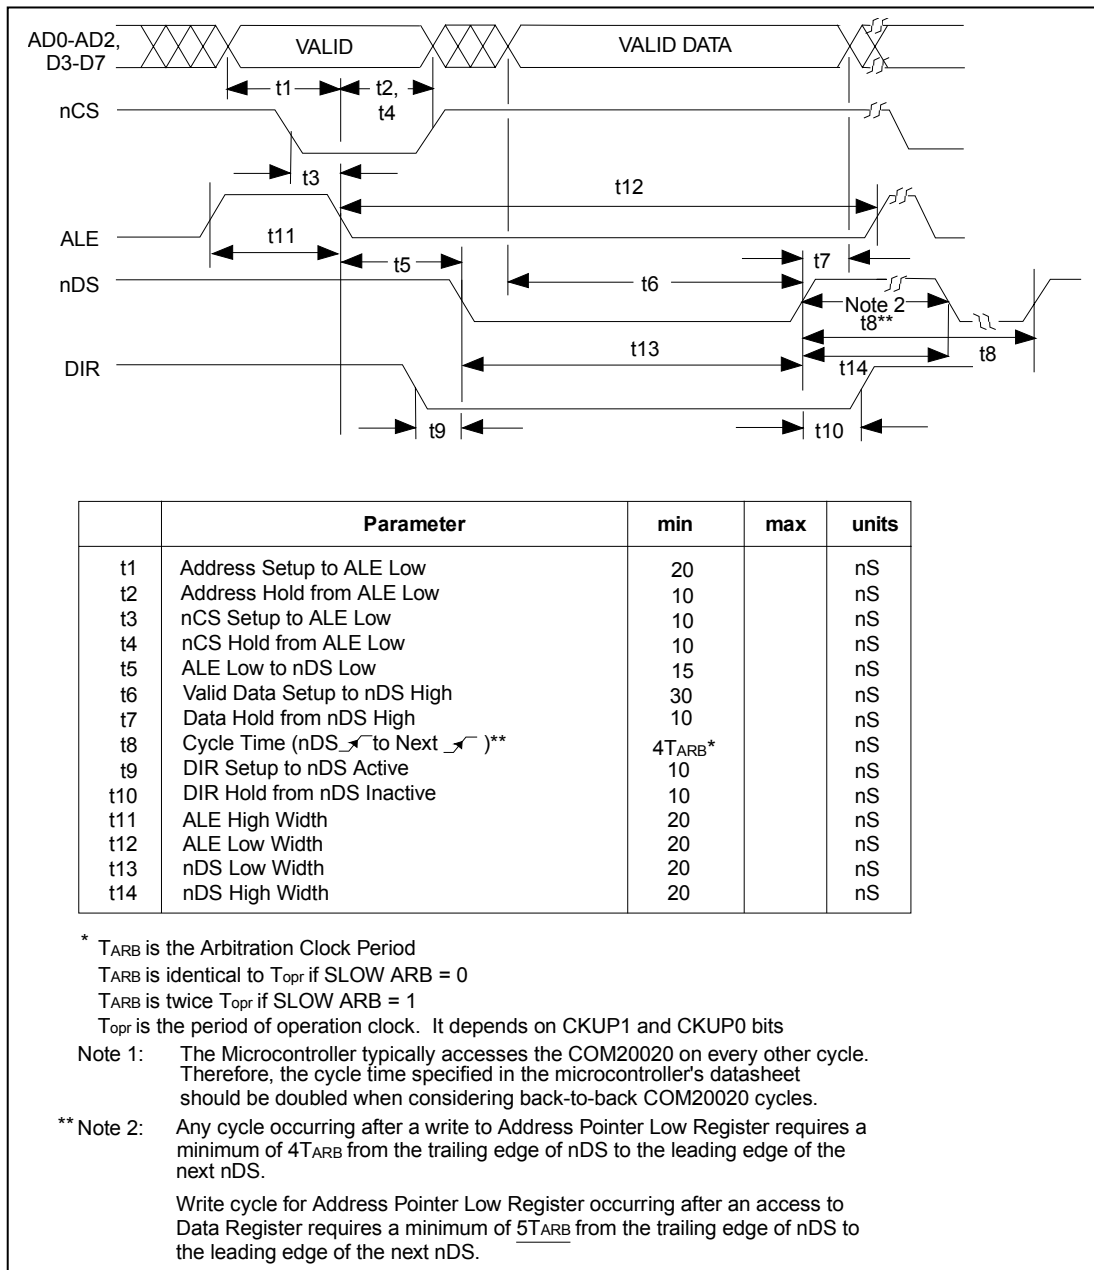 AD0-AD2,
D3-D7
VALID
VALID DATA
t1
t2,
t4
nCS
t3
t12
ALE
t11
t5
t7
nDS
t6
Note 2
t8**
t13
t8
DIR
t14
t9
t10
Parameter min max units
t1 Address Setup to ALE Low 20 nS
t2 Address Hold from ALE Low 10 nS
t3 nCS Setup to ALE Low 10 nS
t4 nCS Hold from ALE Low 10 nS
t5 ALE Low to nDS Low 15 nS
t6 Valid Data Setup to nDS High 30 nS
t7 Data Hold from nDS High 10 nS
t8 Cycle Time (nDS to Next )** 4TARB* nS
t9 DIR Setup to nDS Active 10 nS
t10 DIR Hold from nDS Inactive 10 nS
t11 ALE High Width 20 nS
t12 ALE Low Width 20 nS
t13 nDS Low Width 20 nS
t14 nDS High Width 20 nS
* TARB is the Arbitration Clock Period
TARB is identical to Topr if SLOW ARB = 0
TARB is twice Topr if SLOW ARB = 1
Topr is the period of operation clock. It depends on CKUP1 and CKUP0 bits
Note 1: The Microcontroller typically accesses the COM20020 on every other cycle.
Therefore, the cycle time specified in the microcontroller's datasheet
should be doubled when considering back-to-back COM20020 cycles.
** Note 2: Any cycle occurring after a write to Address Pointer Low Register requires a
minimum of 4TARB from the trailing edge of nDS to the leading edge of the
next nDS.
Write cycle for Address Pointer Low Register occurring after an access to
Data Register requires a minimum of 5TARB from the trailing edge of nDS to
the leading edge of the next nDS.